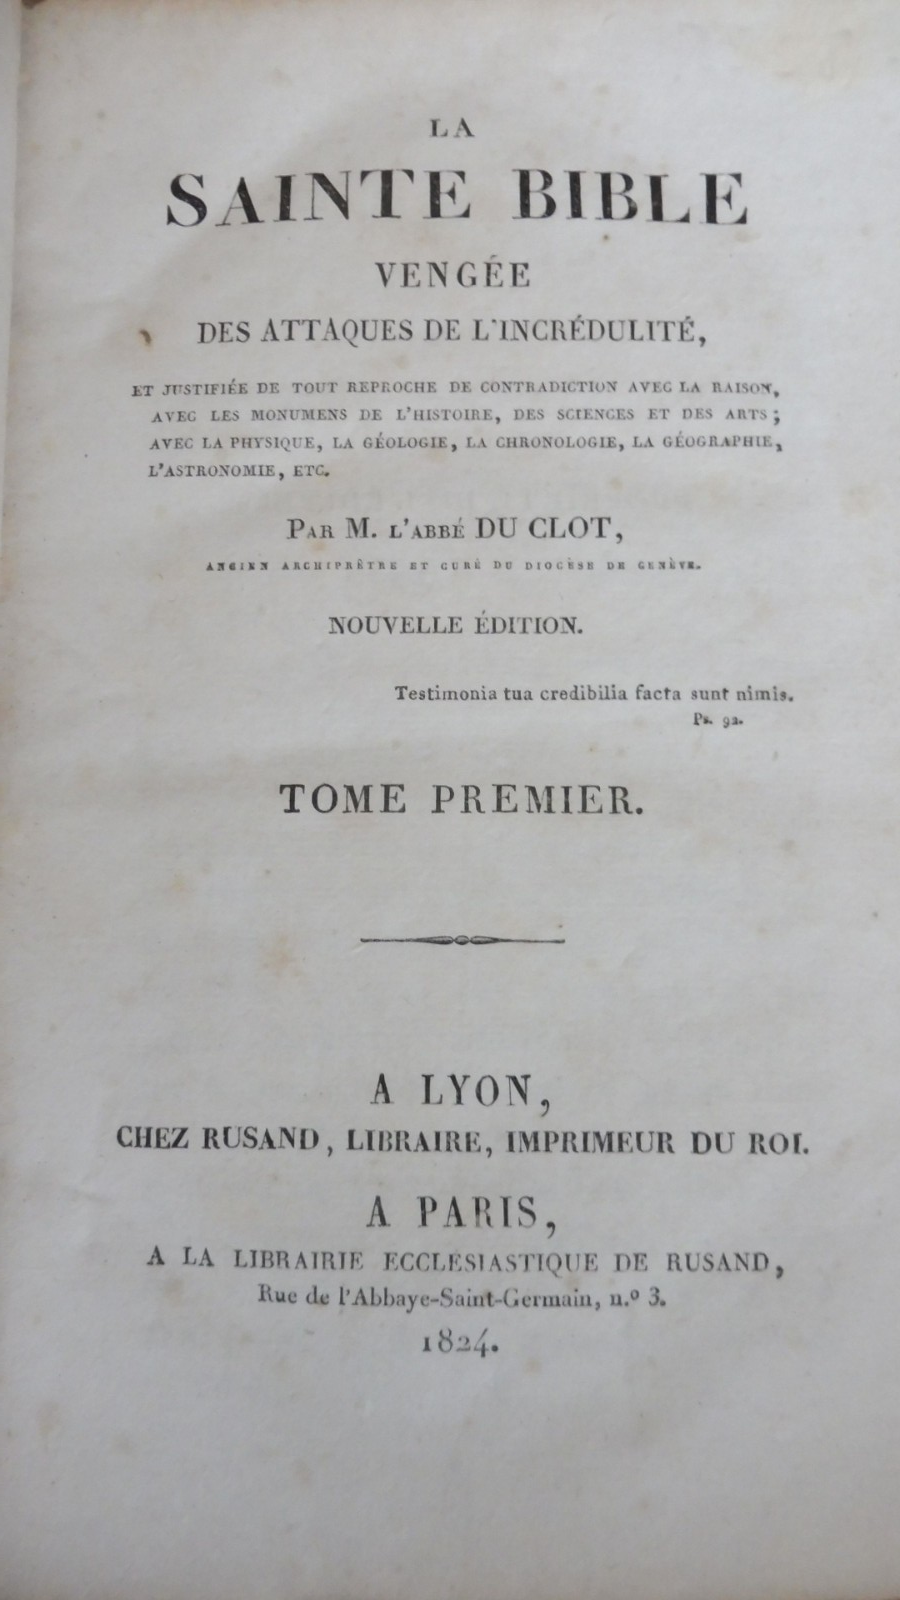 LA
SAINTE BIBLE
VENGÉE
DES ATTAQUES DE L'INCRÉDULITÉ,
ET JUSTIFIÉE DE TOUT REPROCHE DE CONTRADICTION AVEC LA RAISON,
AVEC LES MONUMENS DE L'HISTOIRE, DES SCIENCES ET DES ARTS;
AVEC LA PHYSIQUE, LA GÉOLOGIE, LA CHRONOLOGIE, LA GÉOGRAPHIE,
L'ASTRONOMIE, ETC.
PAR M. L'ABBÉ DU CLOT,
ANCIEN ARCHIPRÊTRE ET CURÉ DU DIOCÈSE DE GENÈVE.
NOUVELLE ÉDITION.
Testimonia tua credibilia facta sunt nimis.
Ps. 92.
TOME PREMIER.
A LYON,
CHEZ RUSAND, LIBRAIRE, IMPRIMEUR DU ROI.
A PARIS,
A LA LIBRAIRIE ECCLESIASTIQUE DE RUSAND,
Rue de l'Abbaye-Saint-Germain, n.º 3.
1824.